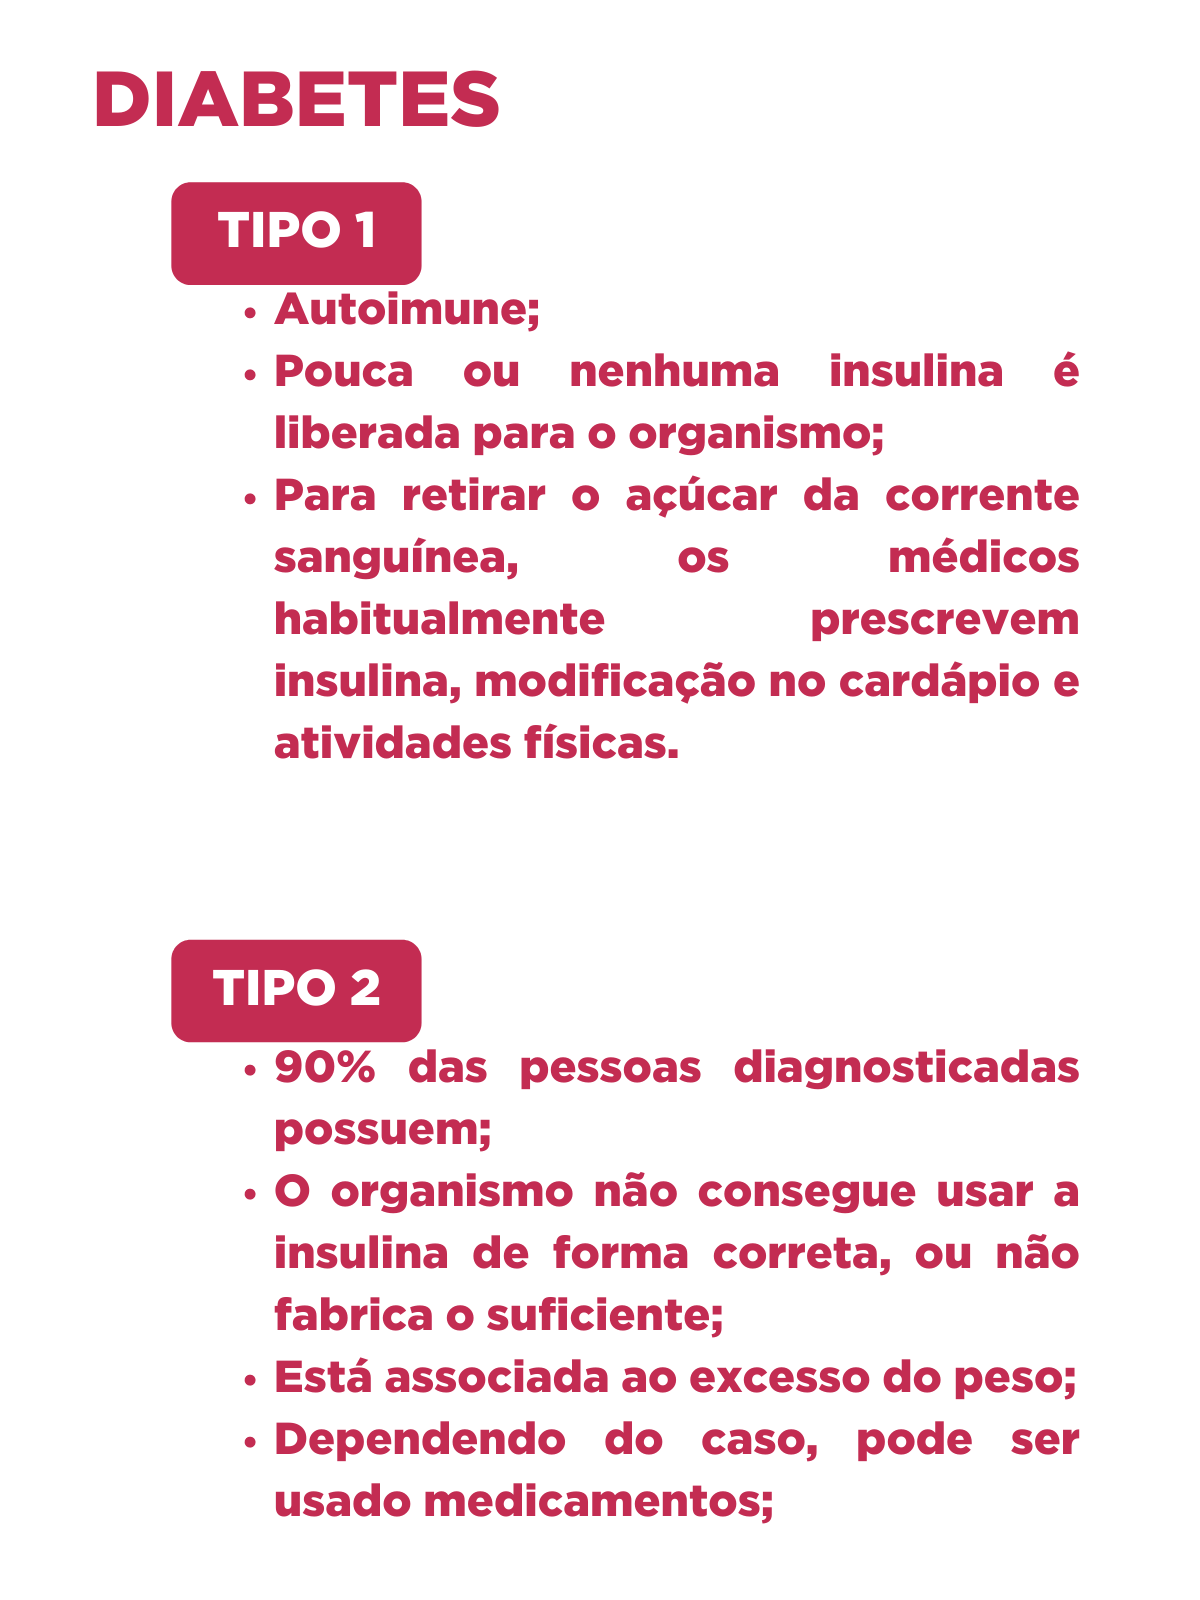 DIABETES
TIPO 1
• Autoimune;
• Pouca ou nenhuma insulina é
liberada para o organismo;
• Para retirar o açúcar da corrente
sanguínea, os médicos
habitualmente prescrevem
insulina, modificação no cardápio e
atividades físicas.
TIPO 2
• 90% das pessoas diagnosticadas
possuem;
• O organismo não consegue usar a
insulina de forma correta, ou não
fabrica o suficiente;
• Está associada ao excesso do peso;
• Dependendo do caso, pode ser
usado medicamentos;